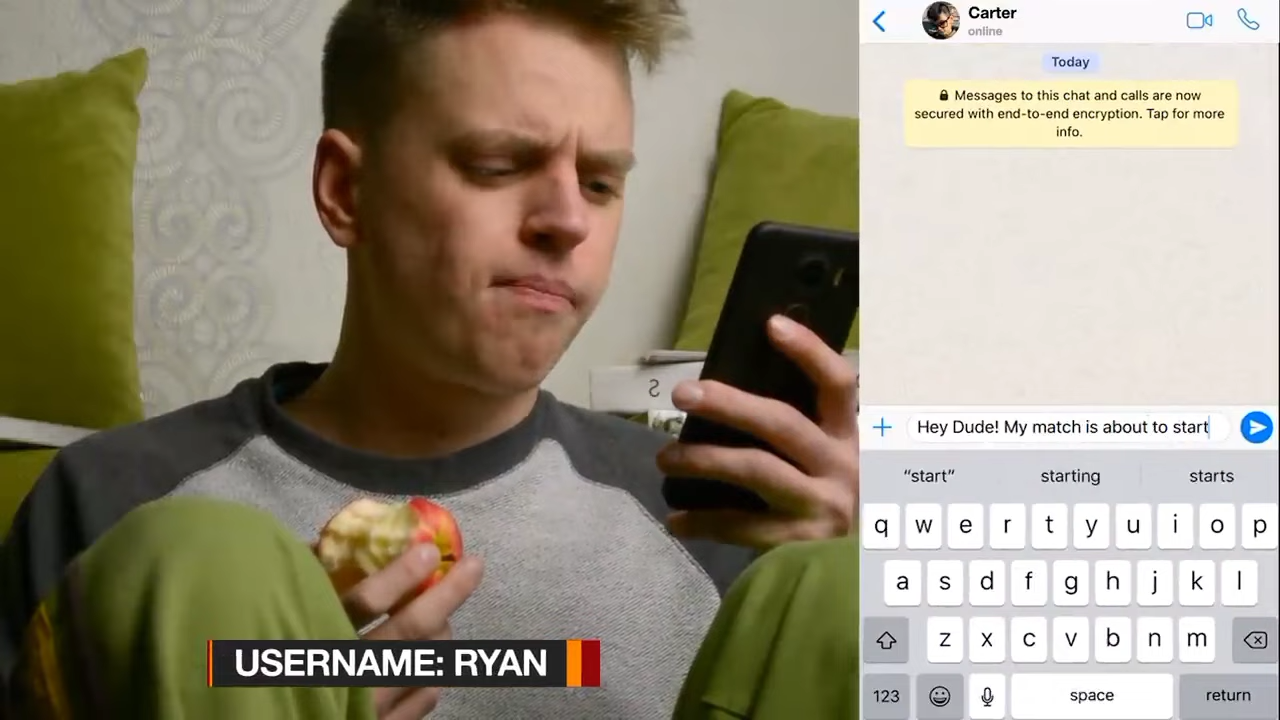 Carter
online
Today
Messages to this chat and calls are now
secured with end-to-end encryption. Tap for more
info.
S
Hey Dude! My match is about to start
“start” starting starts
q w e r t y u i o p
a s d f g h j k l
z x c v b n m
123 space return
USERNAME: RYAN